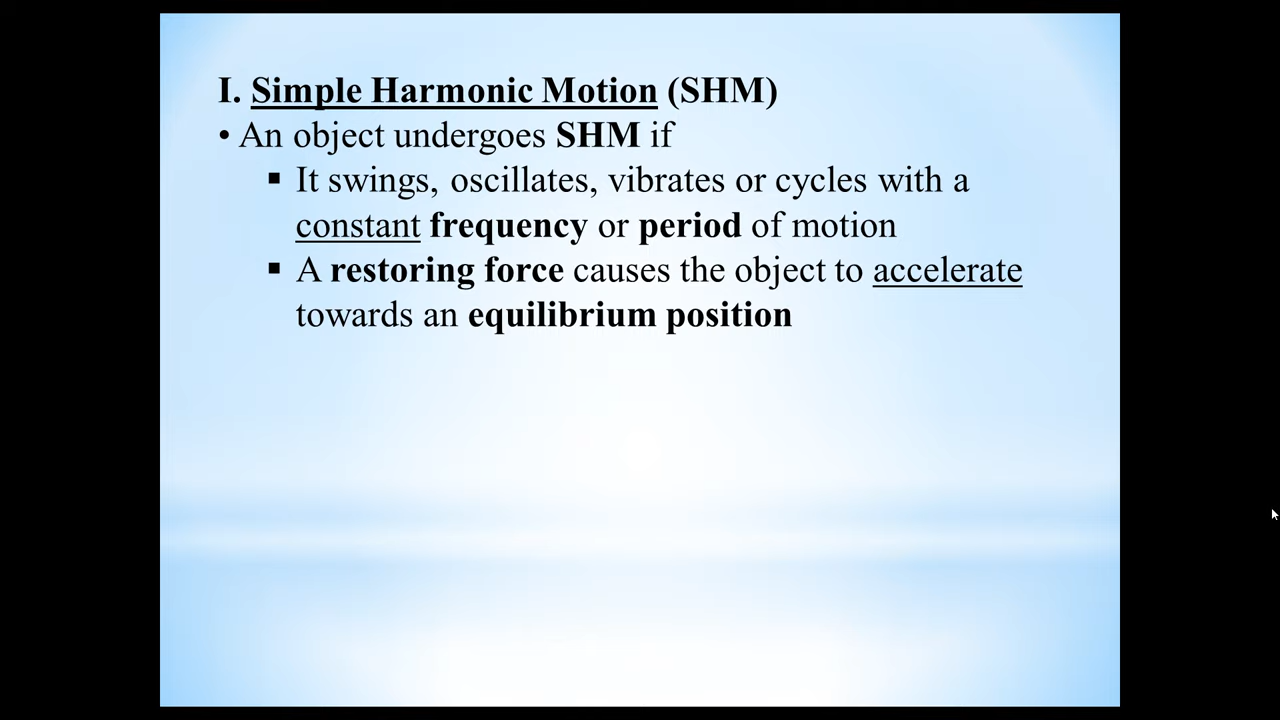 I. Simple Harmonic Motion (SHM)
• An object undergoes SHM if
▪ It swings, oscillates, vibrates or cycles with a
constant frequency or period of motion
▪ A restoring force causes the object to accelerate
towards an equilibrium position